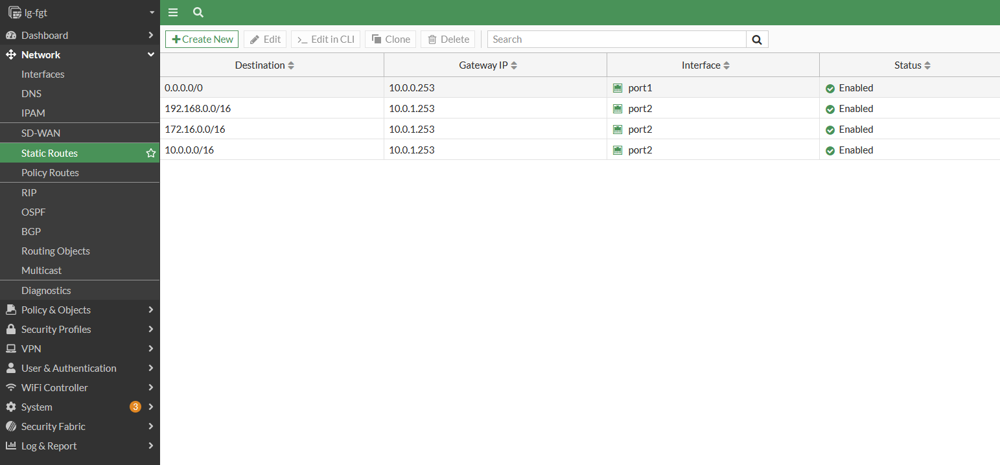 lg-fgt
Dashboard
Network
Interfaces
DNS
IPAM
SD-WAN
Static Routes
Policy Routes
RIP
OSPF
BGP
Routing Objects
Multicast
Diagnostics
Policy & Objects
Security Profiles
VPN
User & Authentication
WiFi Controller
System 3
Security Fabric
Log & Report
Create New Edit Edit in CLI Clone Delete Search
Destination Gateway IP Interface Status
0.0.0.0/0 10.0.0.253 port1 Enabled
192.168.0.0/16 10.0.1.253 port2 Enabled
172.16.0.0/16 10.0.1.253 port2 Enabled
10.0.0.0/16 10.0.1.253 port2 Enabled